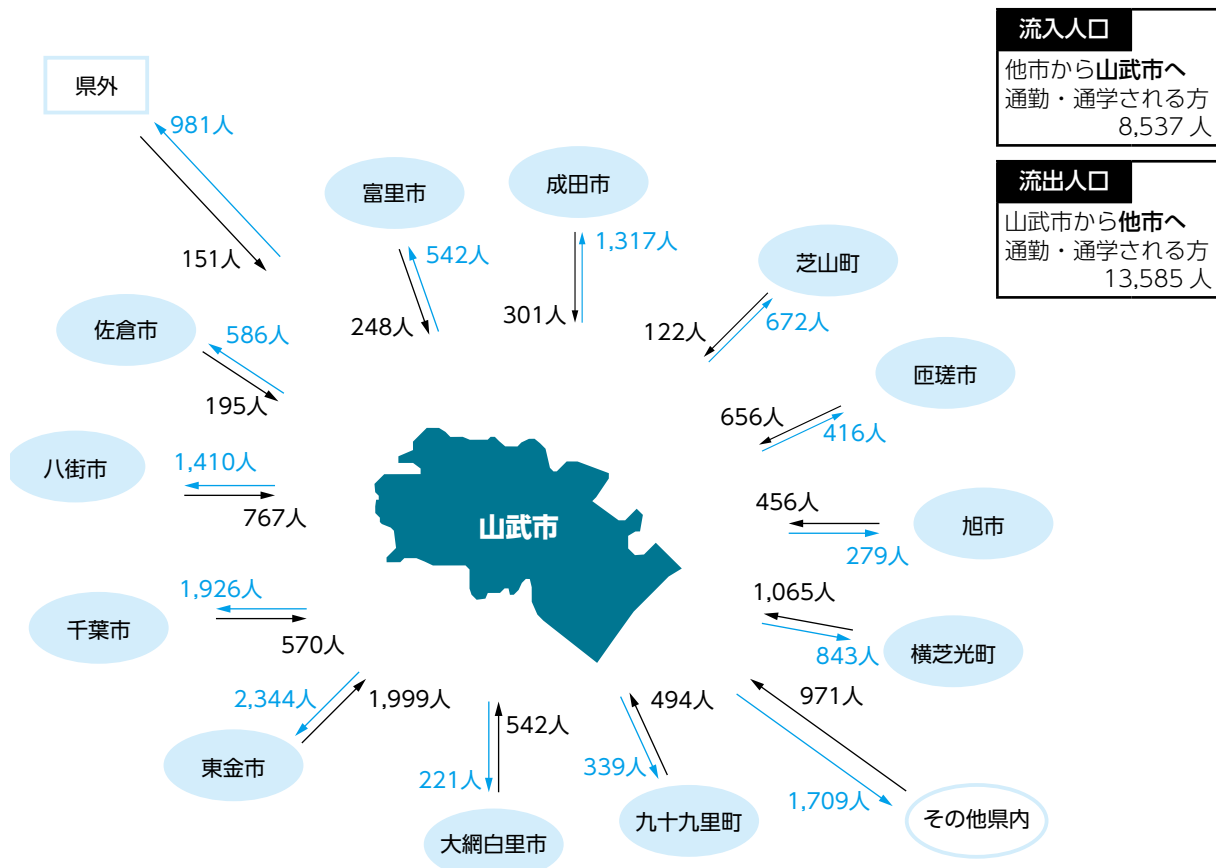 流入人口
他市から山武市へ
通勤・通学される方
8,537 人
流出人口
山武市から他市へ
通勤・通学される方
13,585 人
県外
981人
151人
富里市
542人
248人
成田市
1,317人
301人
芝山町
672人
122人
佐倉市
586人
195人
匝瑳市
656人
416人
八街市
1,410人
767人
山武市
旭市
456人
279人
千葉市
1,926人
570人
横芝光町
1,065人
843人
東金市
2,344人
1,999人
大網白里市
221人
542人
九十九里町
339人
494人
その他県内
971人
1,709人